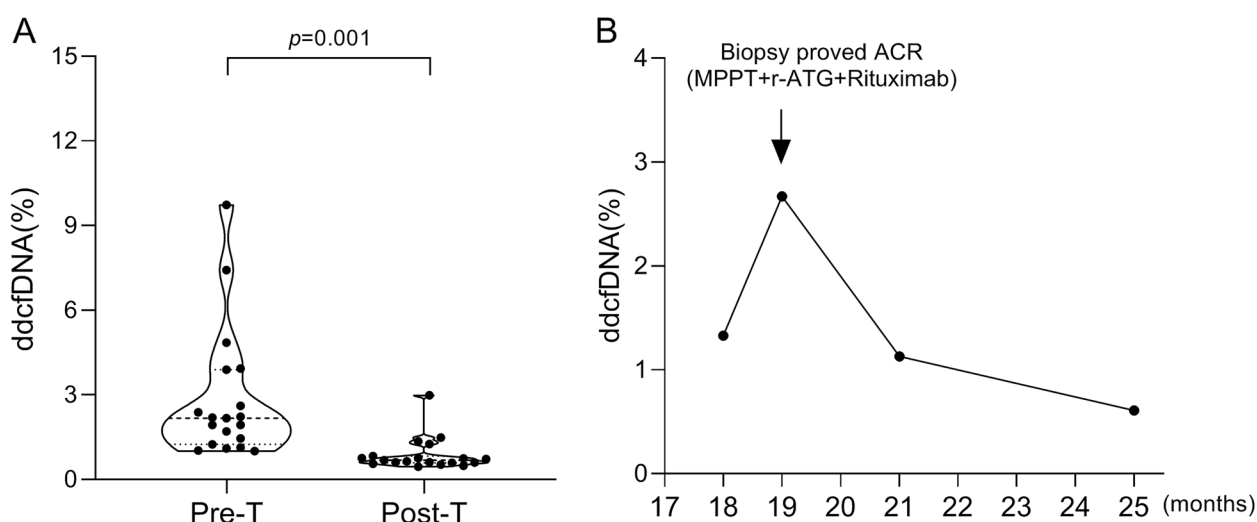 A
p=0.001
15
12
9
6
3
0
ddcfDNA(%)
Pre-T
Post-T
B
Biopsy proved ACR
(MPPT+r-ATG+Rituximab)
4
3
2
1
0
ddcfDNA(%)
17 18 19 20 21 22 23 24 25 (months)